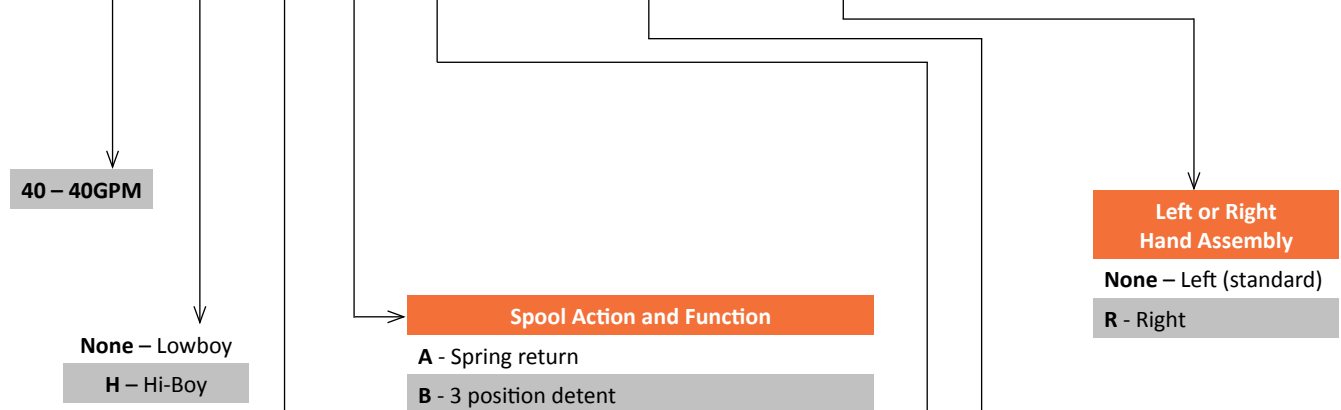 40 – 40GPM
Left or Right
Hand Assembly
None – Left (standard)
R - Right
Spool Action and Function
None – Lowboy
H – Hi-Boy
A - Spring return
B - 3 position detent